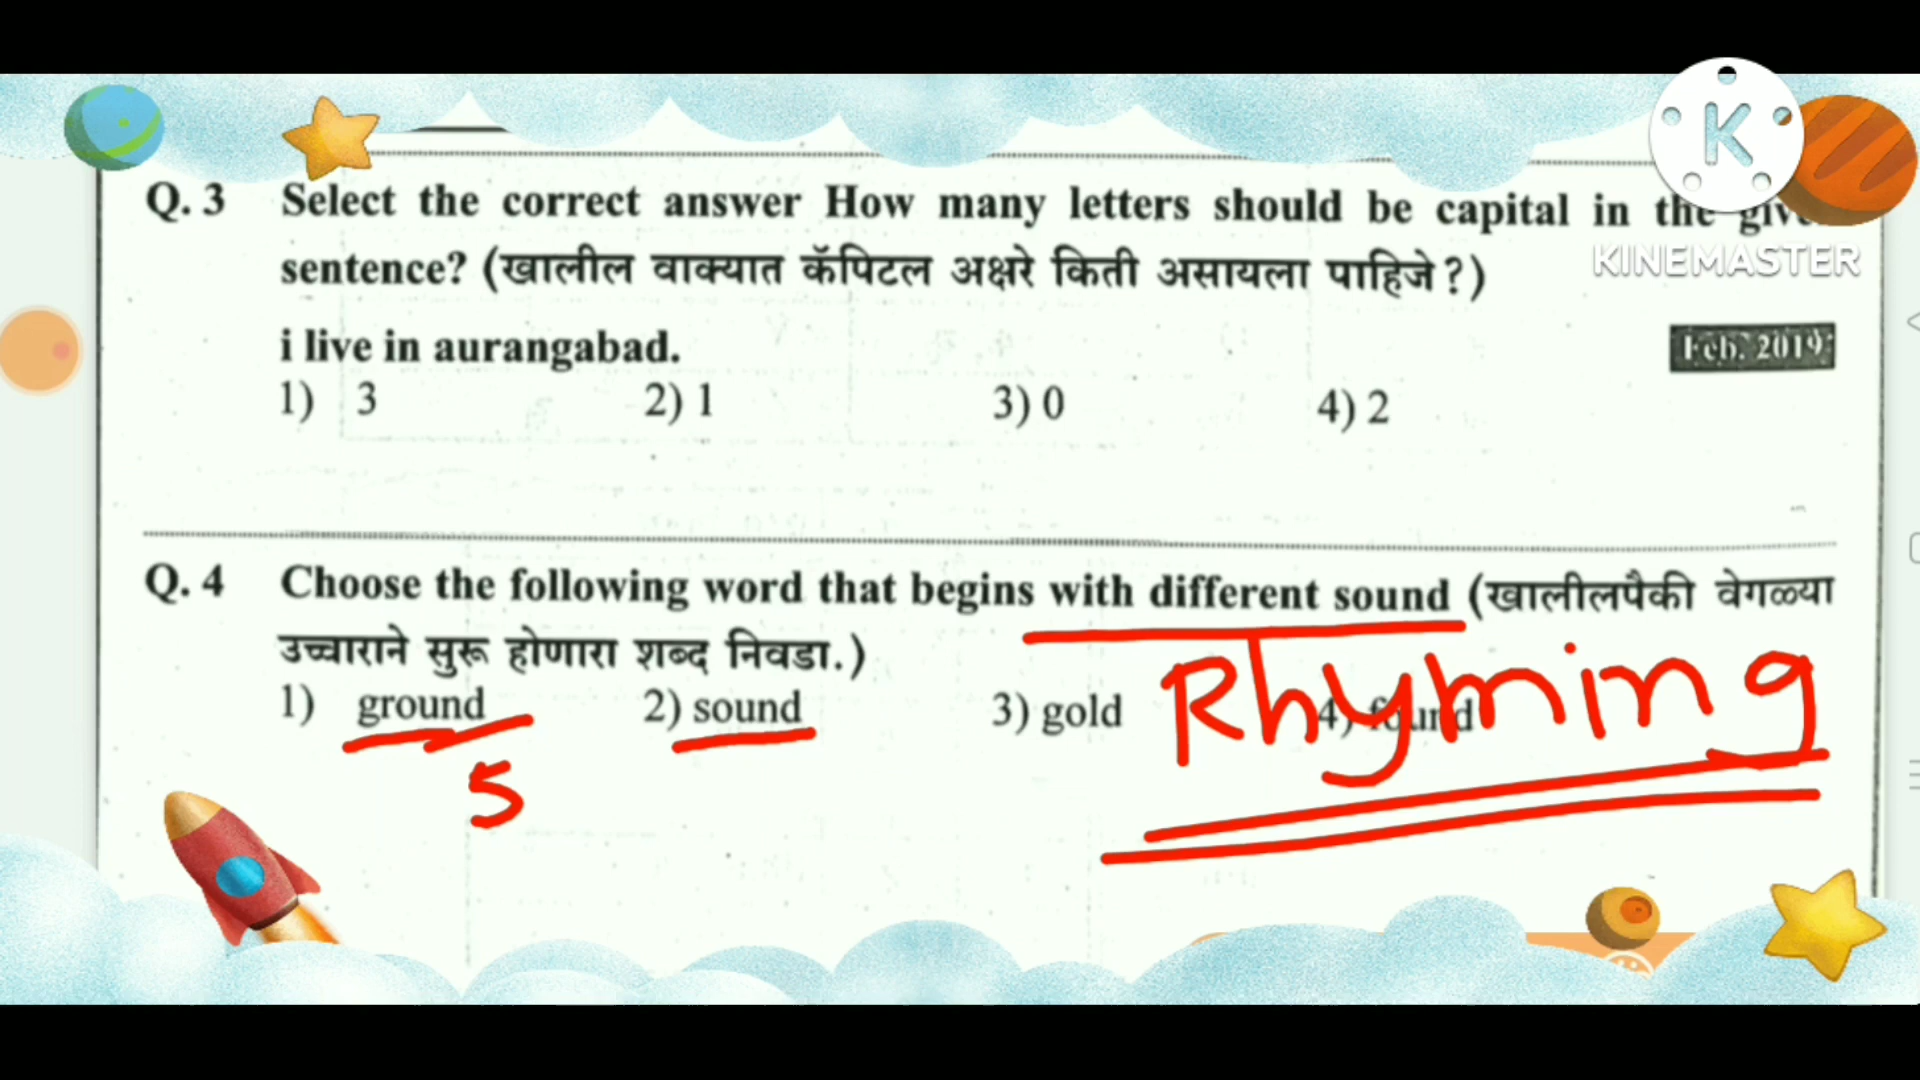 K
KINEMASTER
Q. 3 Select the correct answer How many letters should be capital in the
sentence? (खालील वाक्यात कॅपिटल अक्षरे किती असायला पाहिजे ?)
i live in aurangabad.
Feb. 2019
1) 3 2) 1 3) 0 4) 2
Q. 4 Choose the following word that begins with different sound (खालीलपैकी वेगळ्या
उच्चाराने सुरू होणारा शब्द निवडा.)
1) ground 2) sound 3) gold 4) found
Rhyming
5